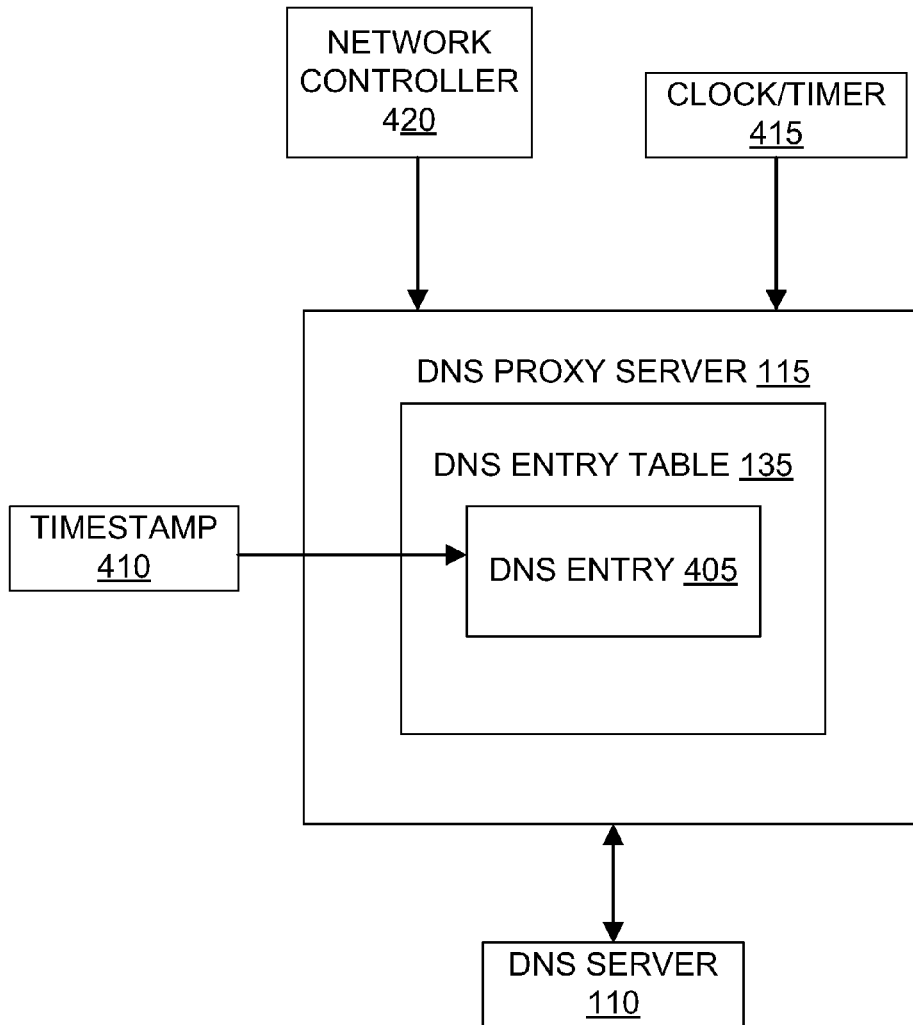 NETWORK
CONTROLLER
420
CLOCK/TIMER
415
DNS PROXY SERVER 115
DNS ENTRY TABLE 135
TIMESTAMP
410
DNS ENTRY 405
DNS SERVER
110